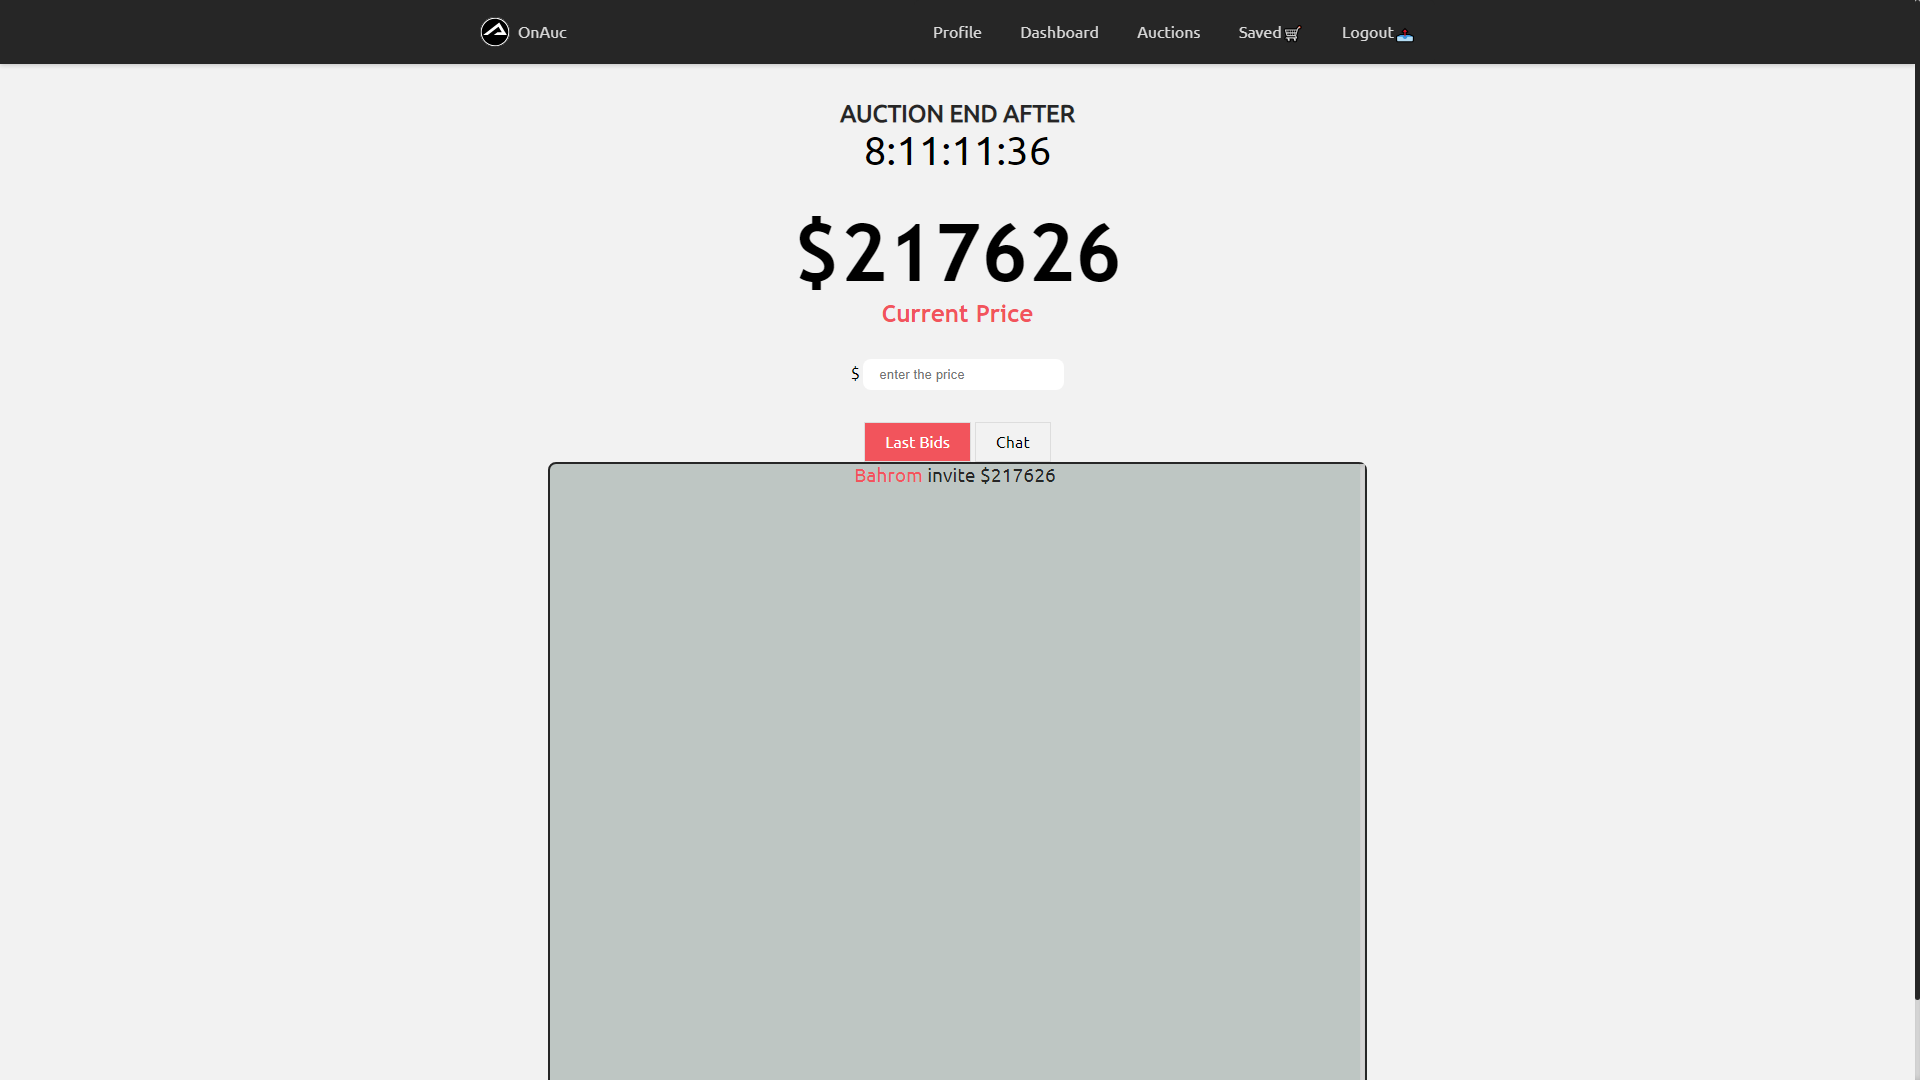 OnAuc Profile Dashboard Auctions Saved Logout
AUCTION END AFTER
8:11:11:36
$217626
Current Price
$ enter the price
Last Bids Chat
Bahrom invite $217626